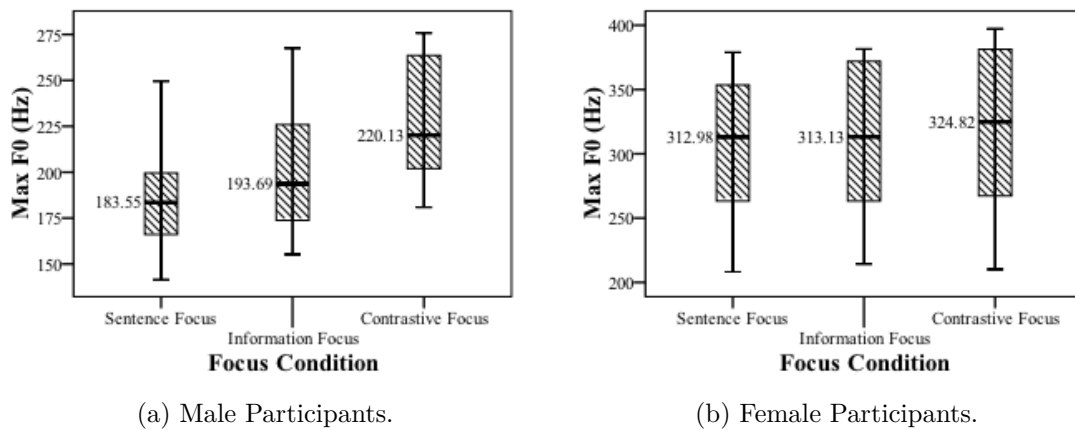 Max F0 (Hz)
275
250
225
200
175
150
183.55
193.69
220.13
Sentence Focus
Information Focus
Contrastive Focus
Focus Condition
(a) Male Participants.
Max F0 (Hz)
400
350
300
250
200
312.98
313.13
324.82
Sentence Focus
Information Focus
Contrastive Focus
Focus Condition
(b) Female Participants.